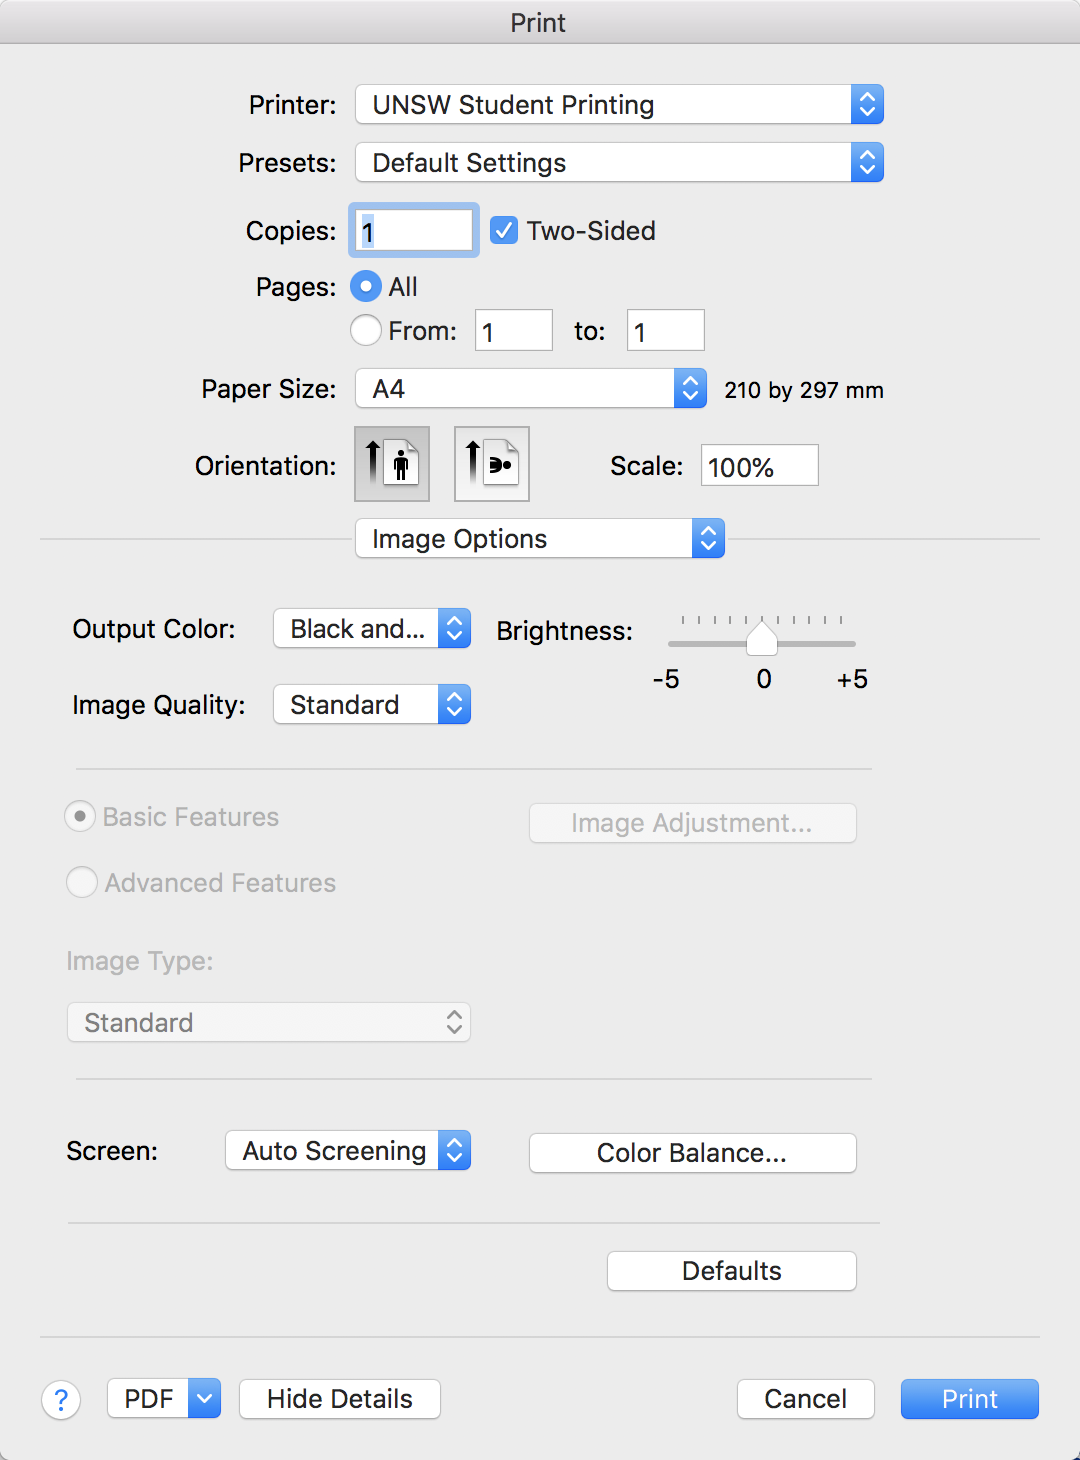 Print
Printer: UNSW Student Printing
Presets: Default Settings
Copies: 1 Two-Sided
Pages: All
From: 1 to: 1
Paper Size: A4 210 by 297 mm
Orientation: Scale: 100%
Image Options
Output Color: Black and... Brightness:
-5 0 +5
Image Quality: Standard
Basic Features Image Adjustment...
Advanced Features
Image Type:
Standard
Screen: Auto Screening Color Balance...
Defaults
? PDF Hide Details Cancel Print